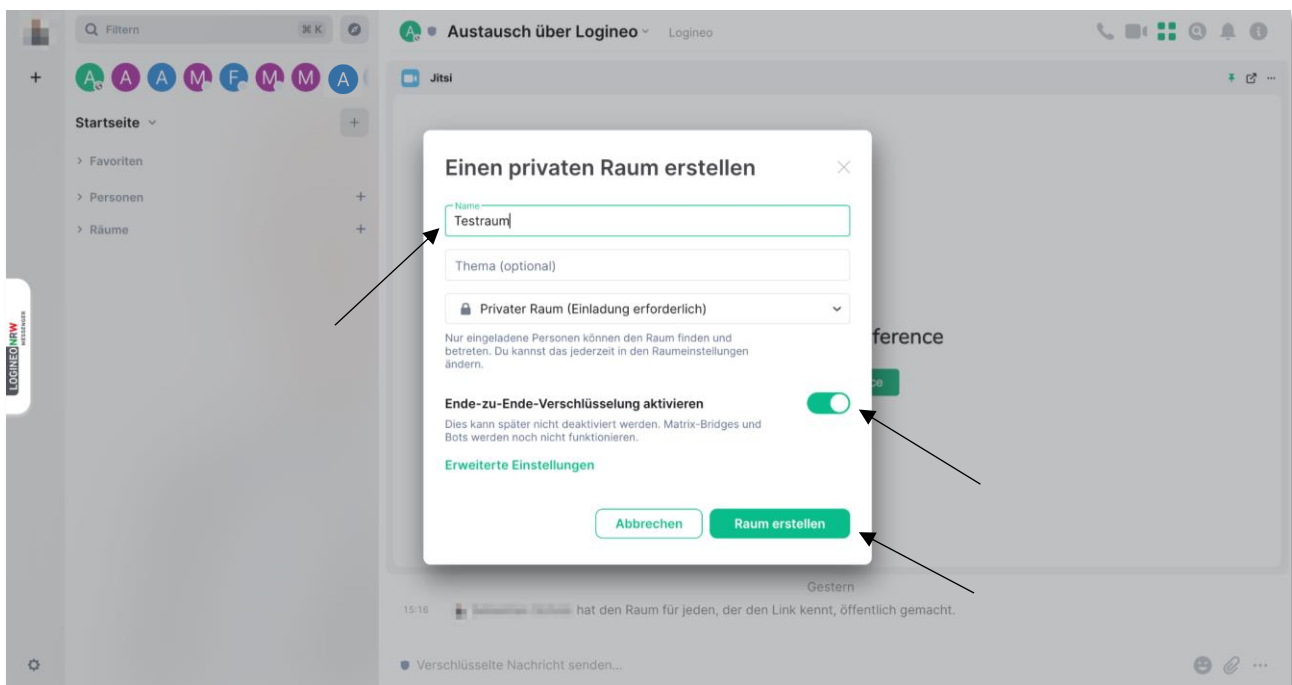 Filtern ⌘ K
A Austausch über Logineo Logineo
+
A A A M F M M A
Jitsi
Startseite +
Favoriten
Personen +
Räume +
LOGINEO NRW
MESSENGER
Einen privaten Raum erstellen
Name
Testraum
Thema (optional)
Privater Raum (Einladung erforderlich)
Nur eingeladene Personen können den Raum finden und
betreten. Du kannst das jederzeit in den Raumeinstellungen
ändern.
ference
ce
Ende-zu-Ende-Verschlüsselung aktivieren
Dies kann später nicht deaktiviert werden. Matrix-Bridges und
Bots werden noch nicht funktionieren.
Erweiterte Einstellungen
Abbrechen Raum erstellen
Gestern
15:16 hat den Raum für jeden, der den Link kennt, öffentlich gemacht.
Verschlüsselte Nachricht senden...